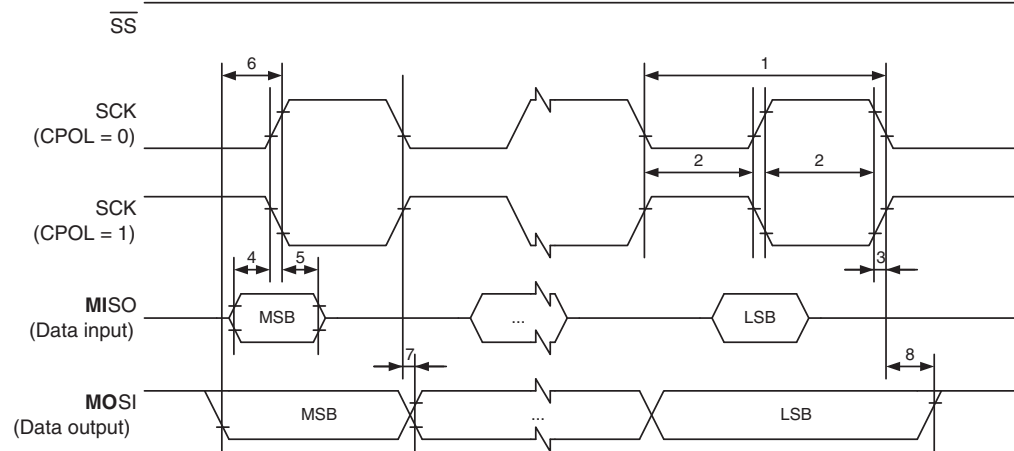 SS
6
1
SCK
(CPOL = 0)
2
2
SCK
(CPOL = 1)
4
5
3
MISO
(Data input)
MSB
...
LSB
7
8
MOSI
(Data output)
MSB
...
LSB